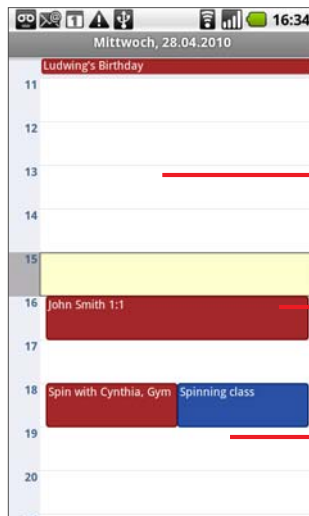 1
16:34
Mittwoch, 28.04.2010
Ludwing's Birthday
11
12
13
14
15
16 John Smith 1:1
17
18 Spin with Cynthia, Gym Spinning class
19
20